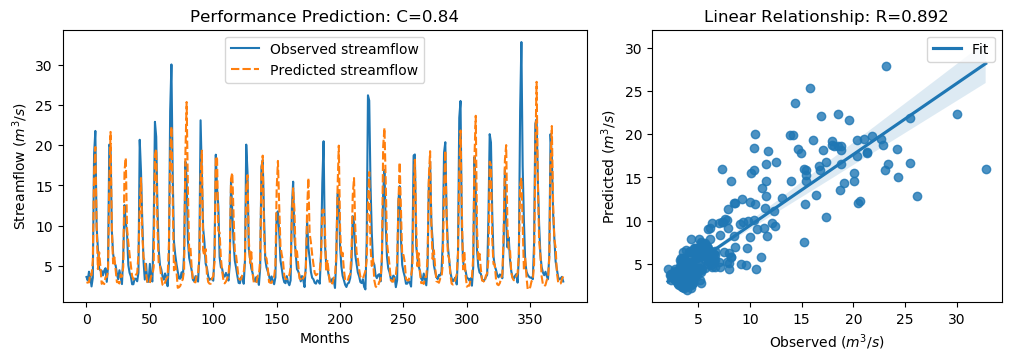 Performance Prediction: C=0.84
Observed streamflow
Predicted streamflow
Streamflow (m³/s)
30
25
20
15
10
5
0
50
100
150
200
250
300
350
Months
Linear Relationship: R=0.892
Fit
Predicted (m³/s)
30
25
20
15
10
5
5
10
15
20
25
30
Observed (m³/s)